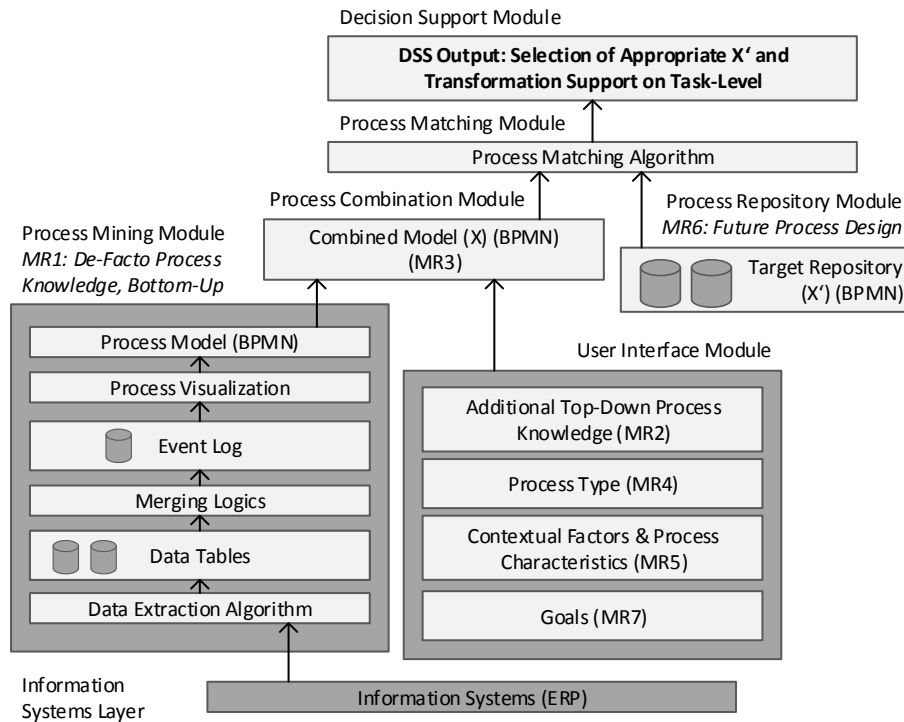 Decision Support Module
DSS Output: Selection of Appropriate X‘ and
Transformation Support on Task-Level
Process Matching Module
Process Matching Algorithm
Process Combination Module
Combined Model (X) (BPMN)
(MR3)
Process Repository Module
MR6: Future Process Design
Target Repository
(X‘) (BPMN)
Process Mining Module
MR1: De-Facto Process
Knowledge, Bottom-Up
Process Model (BPMN)
Process Visualization
Event Log
Merging Logics
Data Tables
Data Extraction Algorithm
User Interface Module
Additional Top-Down Process
Knowledge (MR2)
Process Type (MR4)
Contextual Factors & Process
Characteristics (MR5)
Goals (MR7)
Information
Systems Layer
Information Systems (ERP)